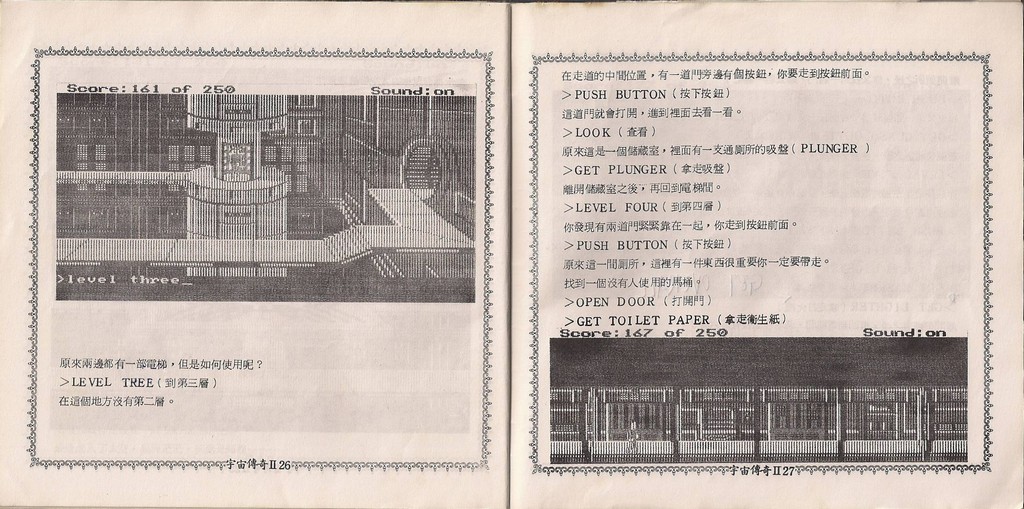 Score:161 of 250 Sound:on
>level three_
原來兩邊都有一部電梯，但是如何使用呢？
>LEVEL TREE（到第三層）
在這個地方沒有第二層。
宇宙傳奇II 26
在走道的中間位置，有一道門旁邊有個按鈕，你要走到按鈕前面。
>PUSH BUTTON（按下按鈕）
這道門就會打開，進到裡面去看一看。
>LOOK（查看）
原來這是一個儲藏室，裡面有一支通厠所的吸盤（PLUNGER ）
>GET PLUNGER（拿走吸盤）
離開儲藏室之後，再回到電梯間。
>LEVEL FOUR（到第四層）
你發現有兩道門緊緊靠在一起，你走到按鈕前面。
>PUSH BUTTON（按下按鈕）
原來這一間厠所，這裡有一件東西很重要你一定要帶走。
找到一個沒有人使用的馬桶。
>OPEN DOOR（打開門）
>GET TOILET PAPER（拿走衛生紙）
Score:167 of 250 Sound:on
宇宙傳奇II 27